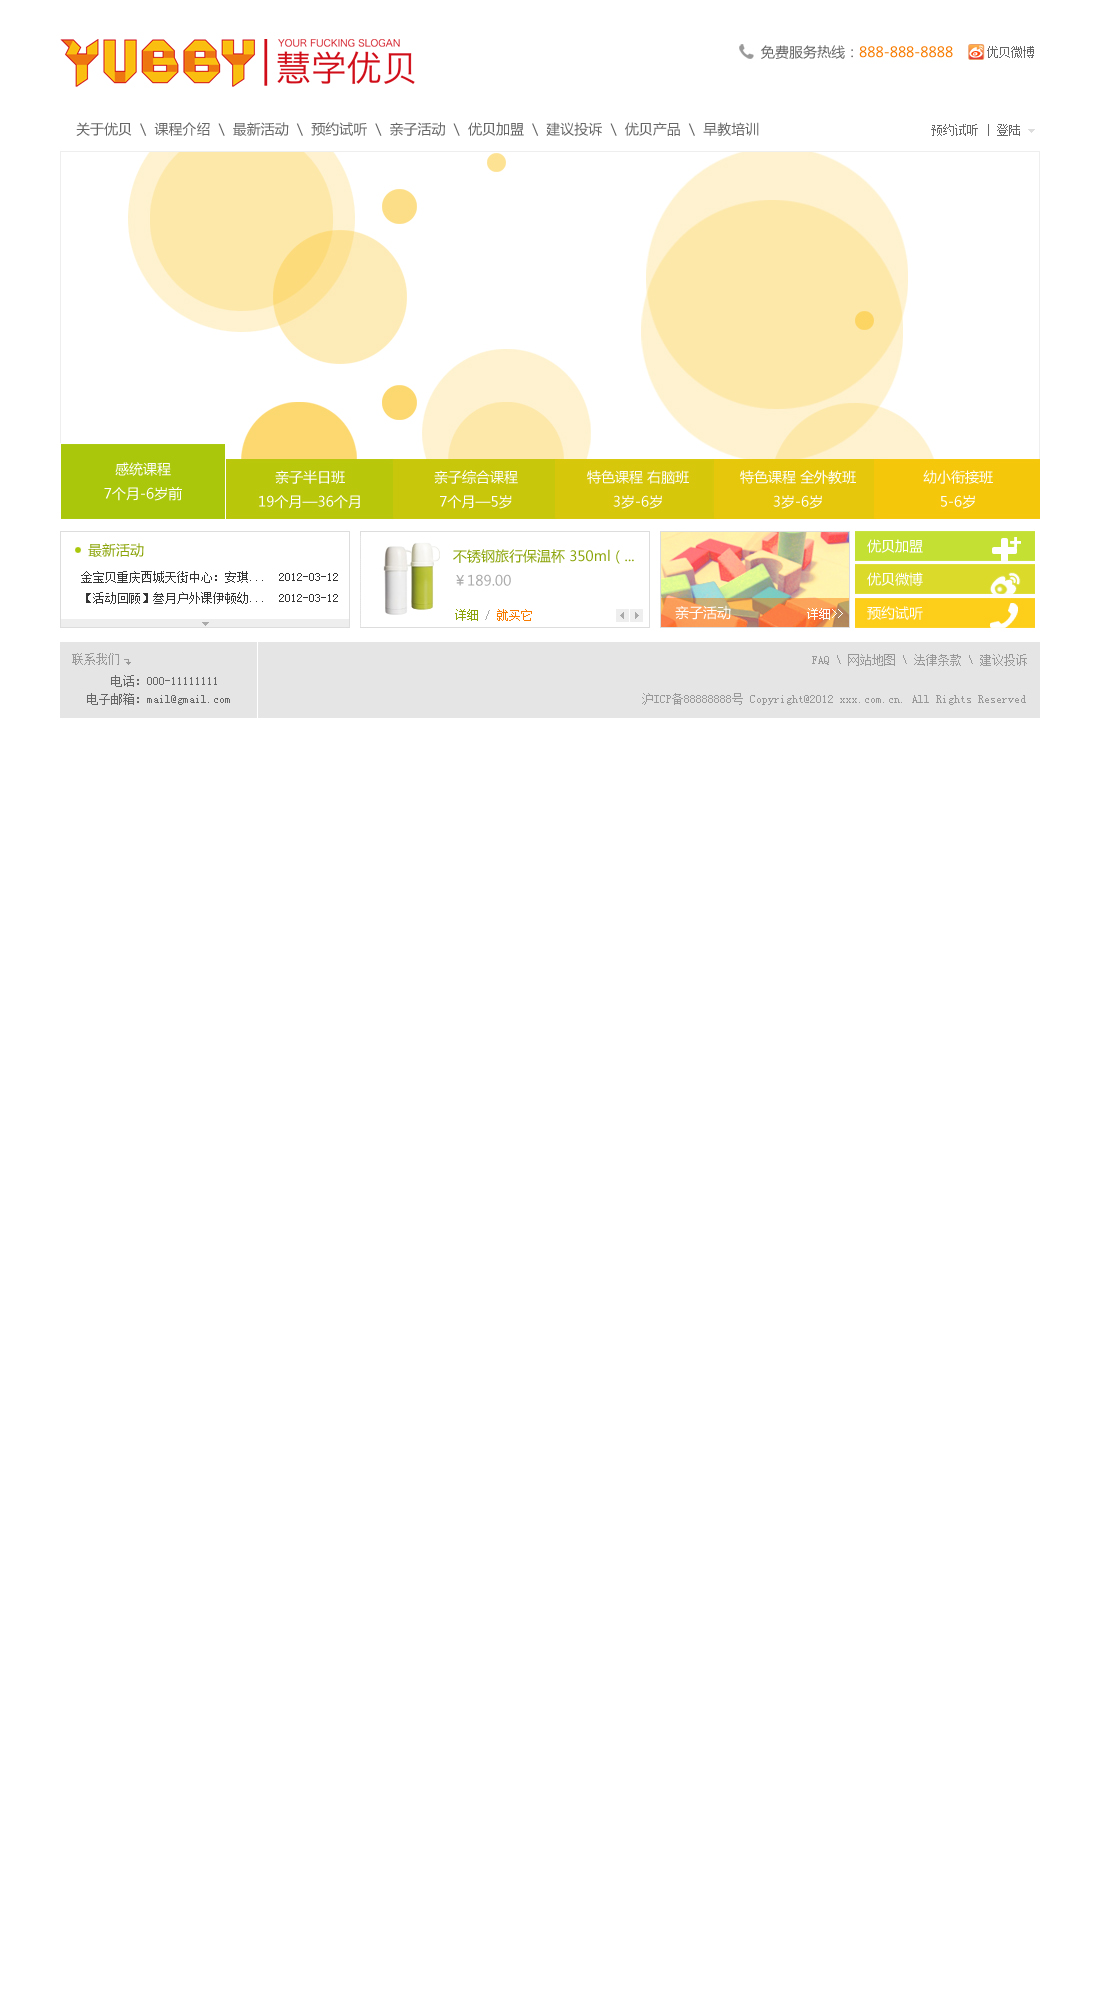 YUBBY
YOUR FUCKING SLOGAN
慧学优贝
免费服务热线：888-888-8888
优贝微博
关于优贝 \ 课程介绍 \ 最新活动 \ 预约试听 \ 亲子活动 \ 优贝加盟 \ 建议投诉 \ 优贝产品 \ 早教培训
预约试听 | 登陆
感统课程
7个月-6岁前
亲子半日班
19个月—36个月
亲子综合课程
7个月—5岁
特色课程 右脑班
3岁-6岁
特色课程 全外教班
3岁-6岁
幼小衔接班
5-6岁
最新活动
金宝贝重庆西城天街中心：安琪... 2012-03-12
【活动回顾】叁月户外课伊顿幼... 2012-03-12
不锈钢旅行保温杯 350ml（ ...
￥189.00
详细 / 就买它
亲子活动
详细>>
优贝加盟
优贝微博
预约试听
联系我们
电话：000-11111111
电子邮箱：mail@gmail.com
FAQ \ 网站地图 \ 法律条款 \ 建议投诉
沪ICP备88888888号 Copyright@2012 xxx.com.cn. All Rights Reserved